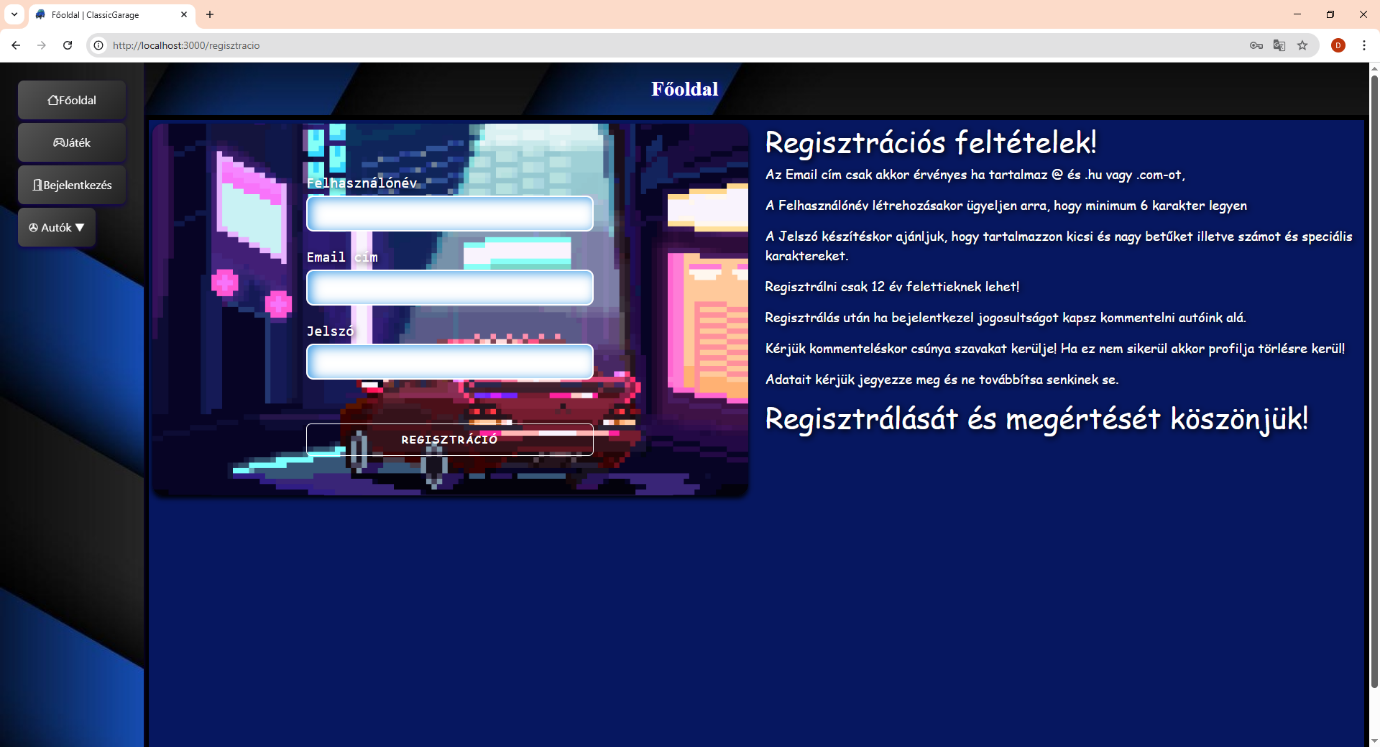 Főoldal | ClassicGarage
http://localhost:3000/regisztracio
D
Főoldal
Játék
Bejelentkezés
Autók ▼
Főoldal
Felhasználónév
Email cím
Jelszó
REGISZTRÁCIÓ
Regisztrációs feltételek!
Az Email cím csak akkor érvényes ha tartalmaz @ és .hu vagy .com-ot,
A Felhasználónév létrehozásakor ügyeljen arra, hogy minimum 6 karakter legyen
A Jelszó készítéskor ajánljuk, hogy tartalmazzon kicsi és nagy betűket illetve számot és speciális
karaktereket.
Regisztrálni csak 12 év felettieknek lehet!
Regisztrálás után ha bejelentkezel jogosultságot kapsz kommentelni autóink alá.
Kérjük kommenteléskor csúnya szavakat kerülje! Ha ez nem sikerül akkor profilja törlésre kerül!
Adatait kérjük jegyezze meg és ne továbbítsa senkinek se.
Regisztrálását és megértését köszönjük!